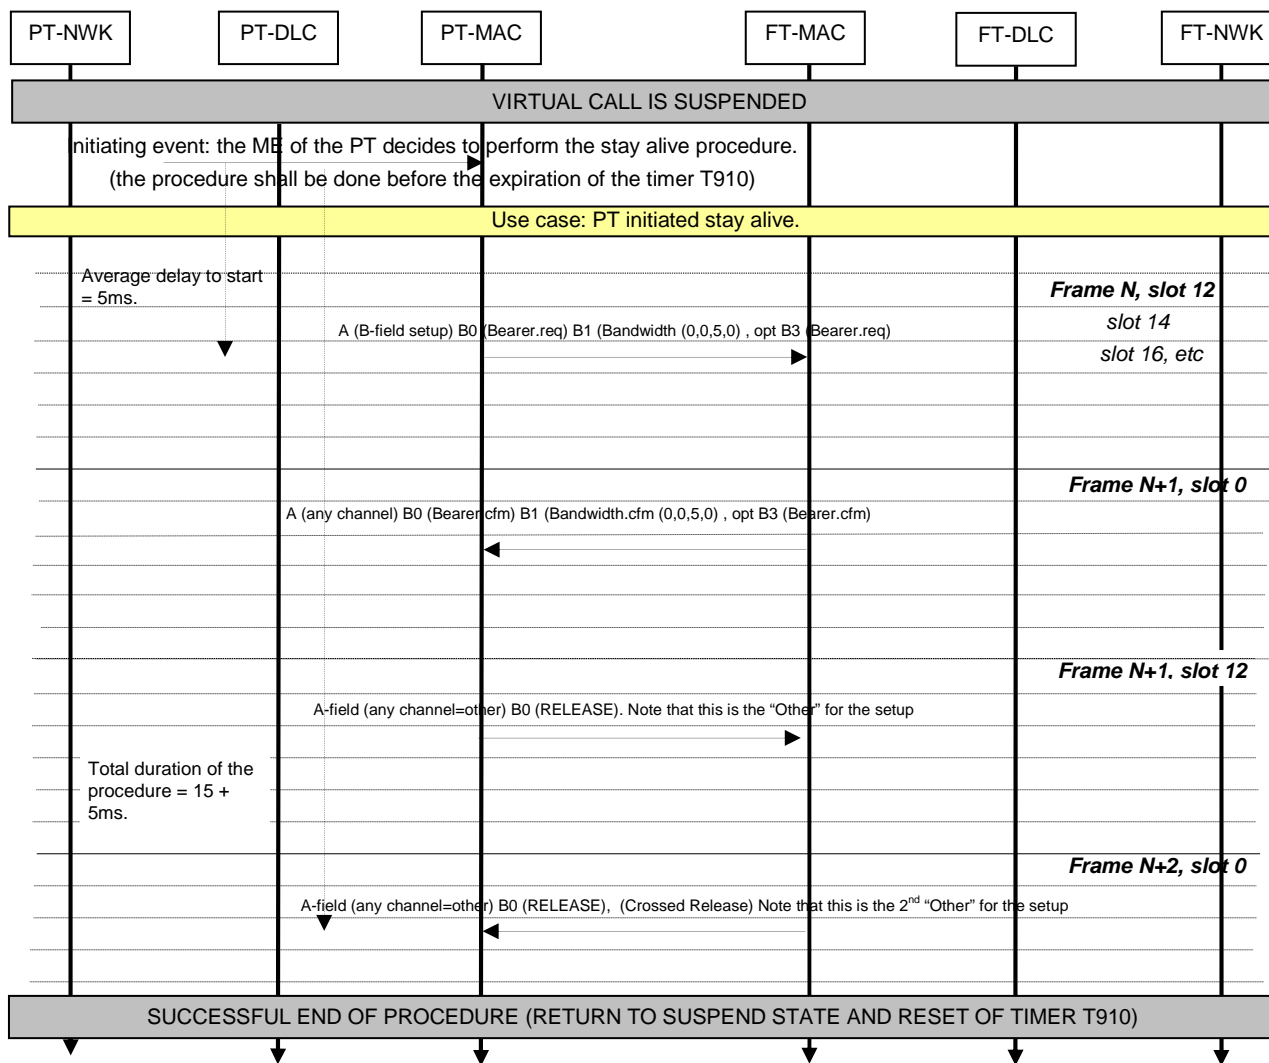 PT-NWK PT-DLC PT-MAC FT-MAC FT-DLC FT-NWK
VIRTUAL CALL IS SUSPENDED
Initiating event: the ME of the PT decides to perform the stay alive procedure.
(the procedure shall be done before the expiration of the timer T910)
Use case: PT initiated stay alive.
Average delay to start
= 5ms.
Frame N, slot 12
slot 14
slot 16, etc
A (B-field setup) B0 (Bearer.req) B1 (Bandwidth (0,0,5,0) , opt B3 (Bearer.req)
Frame N+1, slot 0
A (any channel) B0 (Bearer.cfm) B1 (Bandwidth.cfm (0,0,5,0) , opt B3 (Bearer.cfm)
Frame N+1, slot 12
A-field (any channel=other) B0 (RELEASE). Note that this is the “Other” for the setup
Total duration of the
procedure = 15 +
5ms.
Frame N+2, slot 0
A-field (any channel=other) B0 (RELEASE), (Crossed Release) Note that this is the 2nd “Other” for the setup
SUCCESSFUL END OF PROCEDURE (RETURN TO SUSPEND STATE AND RESET OF TIMER T910)